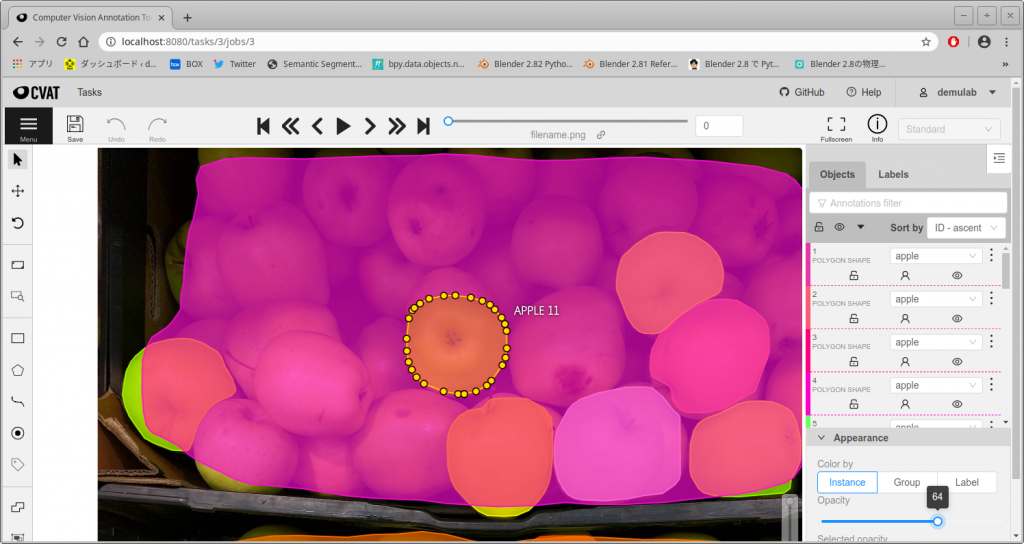 Computer Vision Annotation To
localhost:8080/tasks/3/jobs/3
アプリ ダッシュボード ‹ d... BOX Twitter Semantic Segment... bpy.data.objects.n... Blender 2.82 Pytho... Blender 2.81 Refer... Blender 2.8 で Pyt... Blender 2.8の物理... »
CVAT Tasks GitHub Help demulab
Menu Save Undo Redo filename.png 0 Fullscreen Info Standard
Objects Labels
Annotations filter
Sort by ID - ascent
1 apple
POLYGON SHAPE
2 apple
POLYGON SHAPE
3 apple
POLYGON SHAPE
4 apple
POLYGON SHAPE
5 apple
APPLE 11
Appearance
Color by
Instance Group Label
Opacity
64
Selected opacity